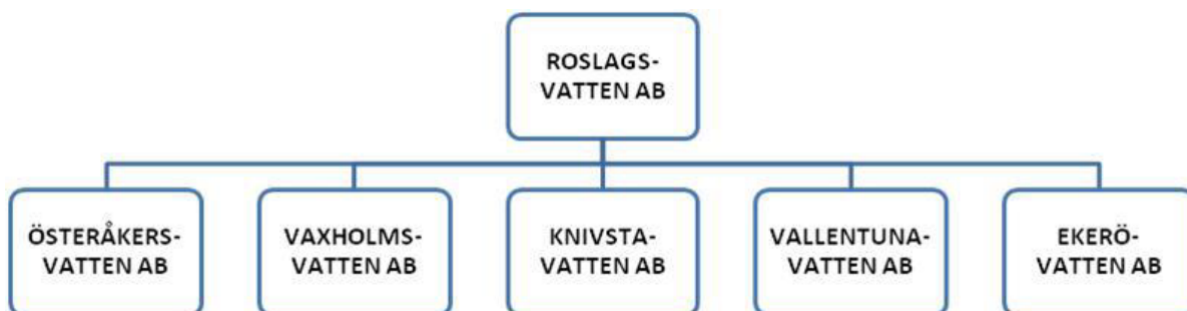 ROSLAGS-
VATTEN AB
ÖSTERÅKERS-
VATTEN AB
VAXHOLMS-
VATTEN AB
KNIVSTA-
VATTEN AB
VALLENTUNA-
VATTEN AB
EKERÖ-
VATTEN AB